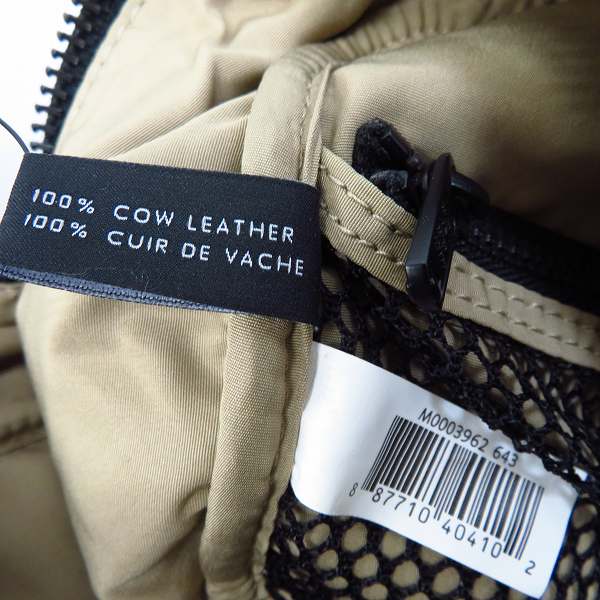 100% COW LEATHER
100% CUIR DE VACHE
M0003962 643
8 87710 40410 2